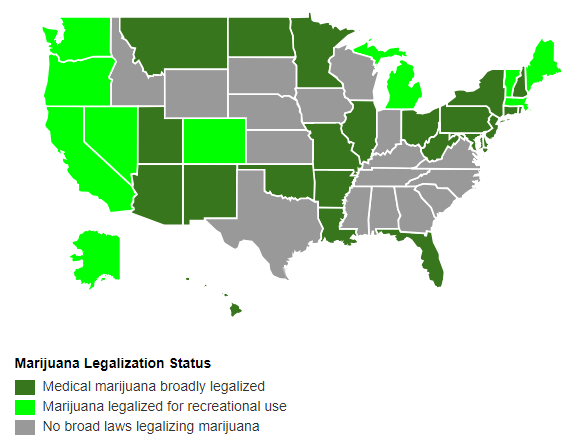 Marijuana Legalization Status
Medical marijuana broadly legalized
Marijuana legalized for recreational use
No broad laws legalizing marijuana